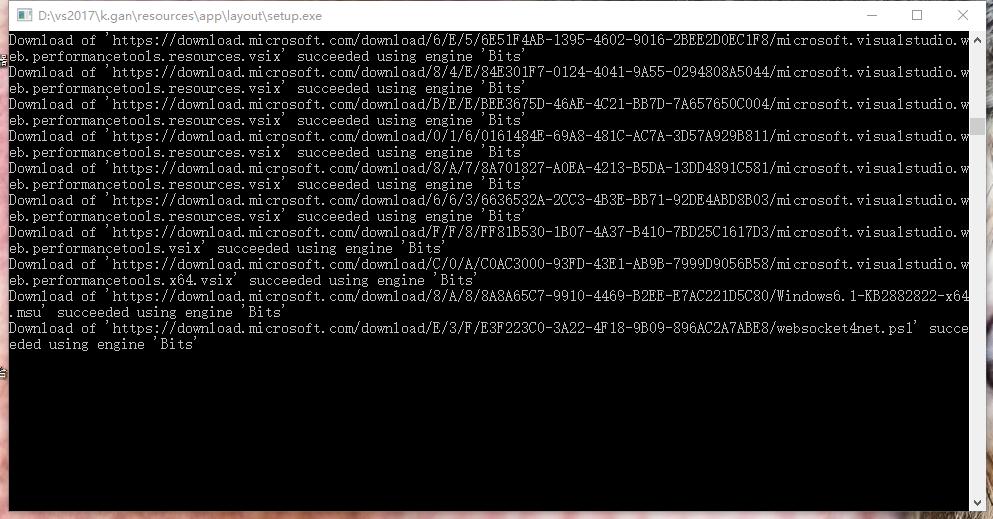 D:\vs2017\k.gan\resources\app\layout\setup.exe
Download of 'https://download.microsoft.com/download/6/E/5/6E51F4AB-1395-4602-9016-2BEE2D0EC1F8/microsoft.visualstudio.w
eb.performancetools.resources.vsix' succeeded using engine 'Bits'
Download of 'https://download.microsoft.com/download/8/4/E/84E301F7-0124-4041-9A55-0294808A5044/microsoft.visualstudio.w
eb.performancetools.resources.vsix' succeeded using engine 'Bits'
Download of 'https://download.microsoft.com/download/B/E/E/BEE3675D-46AE-4C21-BB7D-7A657650C004/microsoft.visualstudio.w
eb.performancetools.resources.vsix' succeeded using engine 'Bits'
Download of 'https://download.microsoft.com/download/0/1/6/0161484E-69A8-481C-AC7A-3D57A929B811/microsoft.visualstudio.w
eb.performancetools.resources.vsix' succeeded using engine 'Bits'
Download of 'https://download.microsoft.com/download/8/A/7/8A701827-A0EA-4213-B5DA-13DD4891C581/microsoft.visualstudio.w
eb.performancetools.resources.vsix' succeeded using engine 'Bits'
Download of 'https://download.microsoft.com/download/6/6/3/6636532A-2CC3-4B3E-BB71-92DE4ABD8B03/microsoft.visualstudio.w
eb.performancetools.resources.vsix' succeeded using engine 'Bits'
Download of 'https://download.microsoft.com/download/F/F/8/FF81B530-1B07-4A37-B410-7BD25C1617D3/microsoft.visualstudio.w
eb.performancetools.vsix' succeeded using engine 'Bits'
Download of 'https://download.microsoft.com/download/C/0/A/C0AC3000-93FD-43E1-AB9B-7999D9056B58/microsoft.visualstudio.w
eb.performancetools.x64.vsix' succeeded using engine 'Bits'
Download of 'https://download.microsoft.com/download/8/A/8/8A8A65C7-9910-4469-B2EE-E7AC221D5C80/Windows6.1-KB2882822-x64
.msu' succeeded using engine 'Bits'
Download of 'https://download.microsoft.com/download/E/3/F/E3F223C0-3A22-4F18-9B09-896AC2A7ABE8/websocket4net.ps1' succe
eded using engine 'Bits'